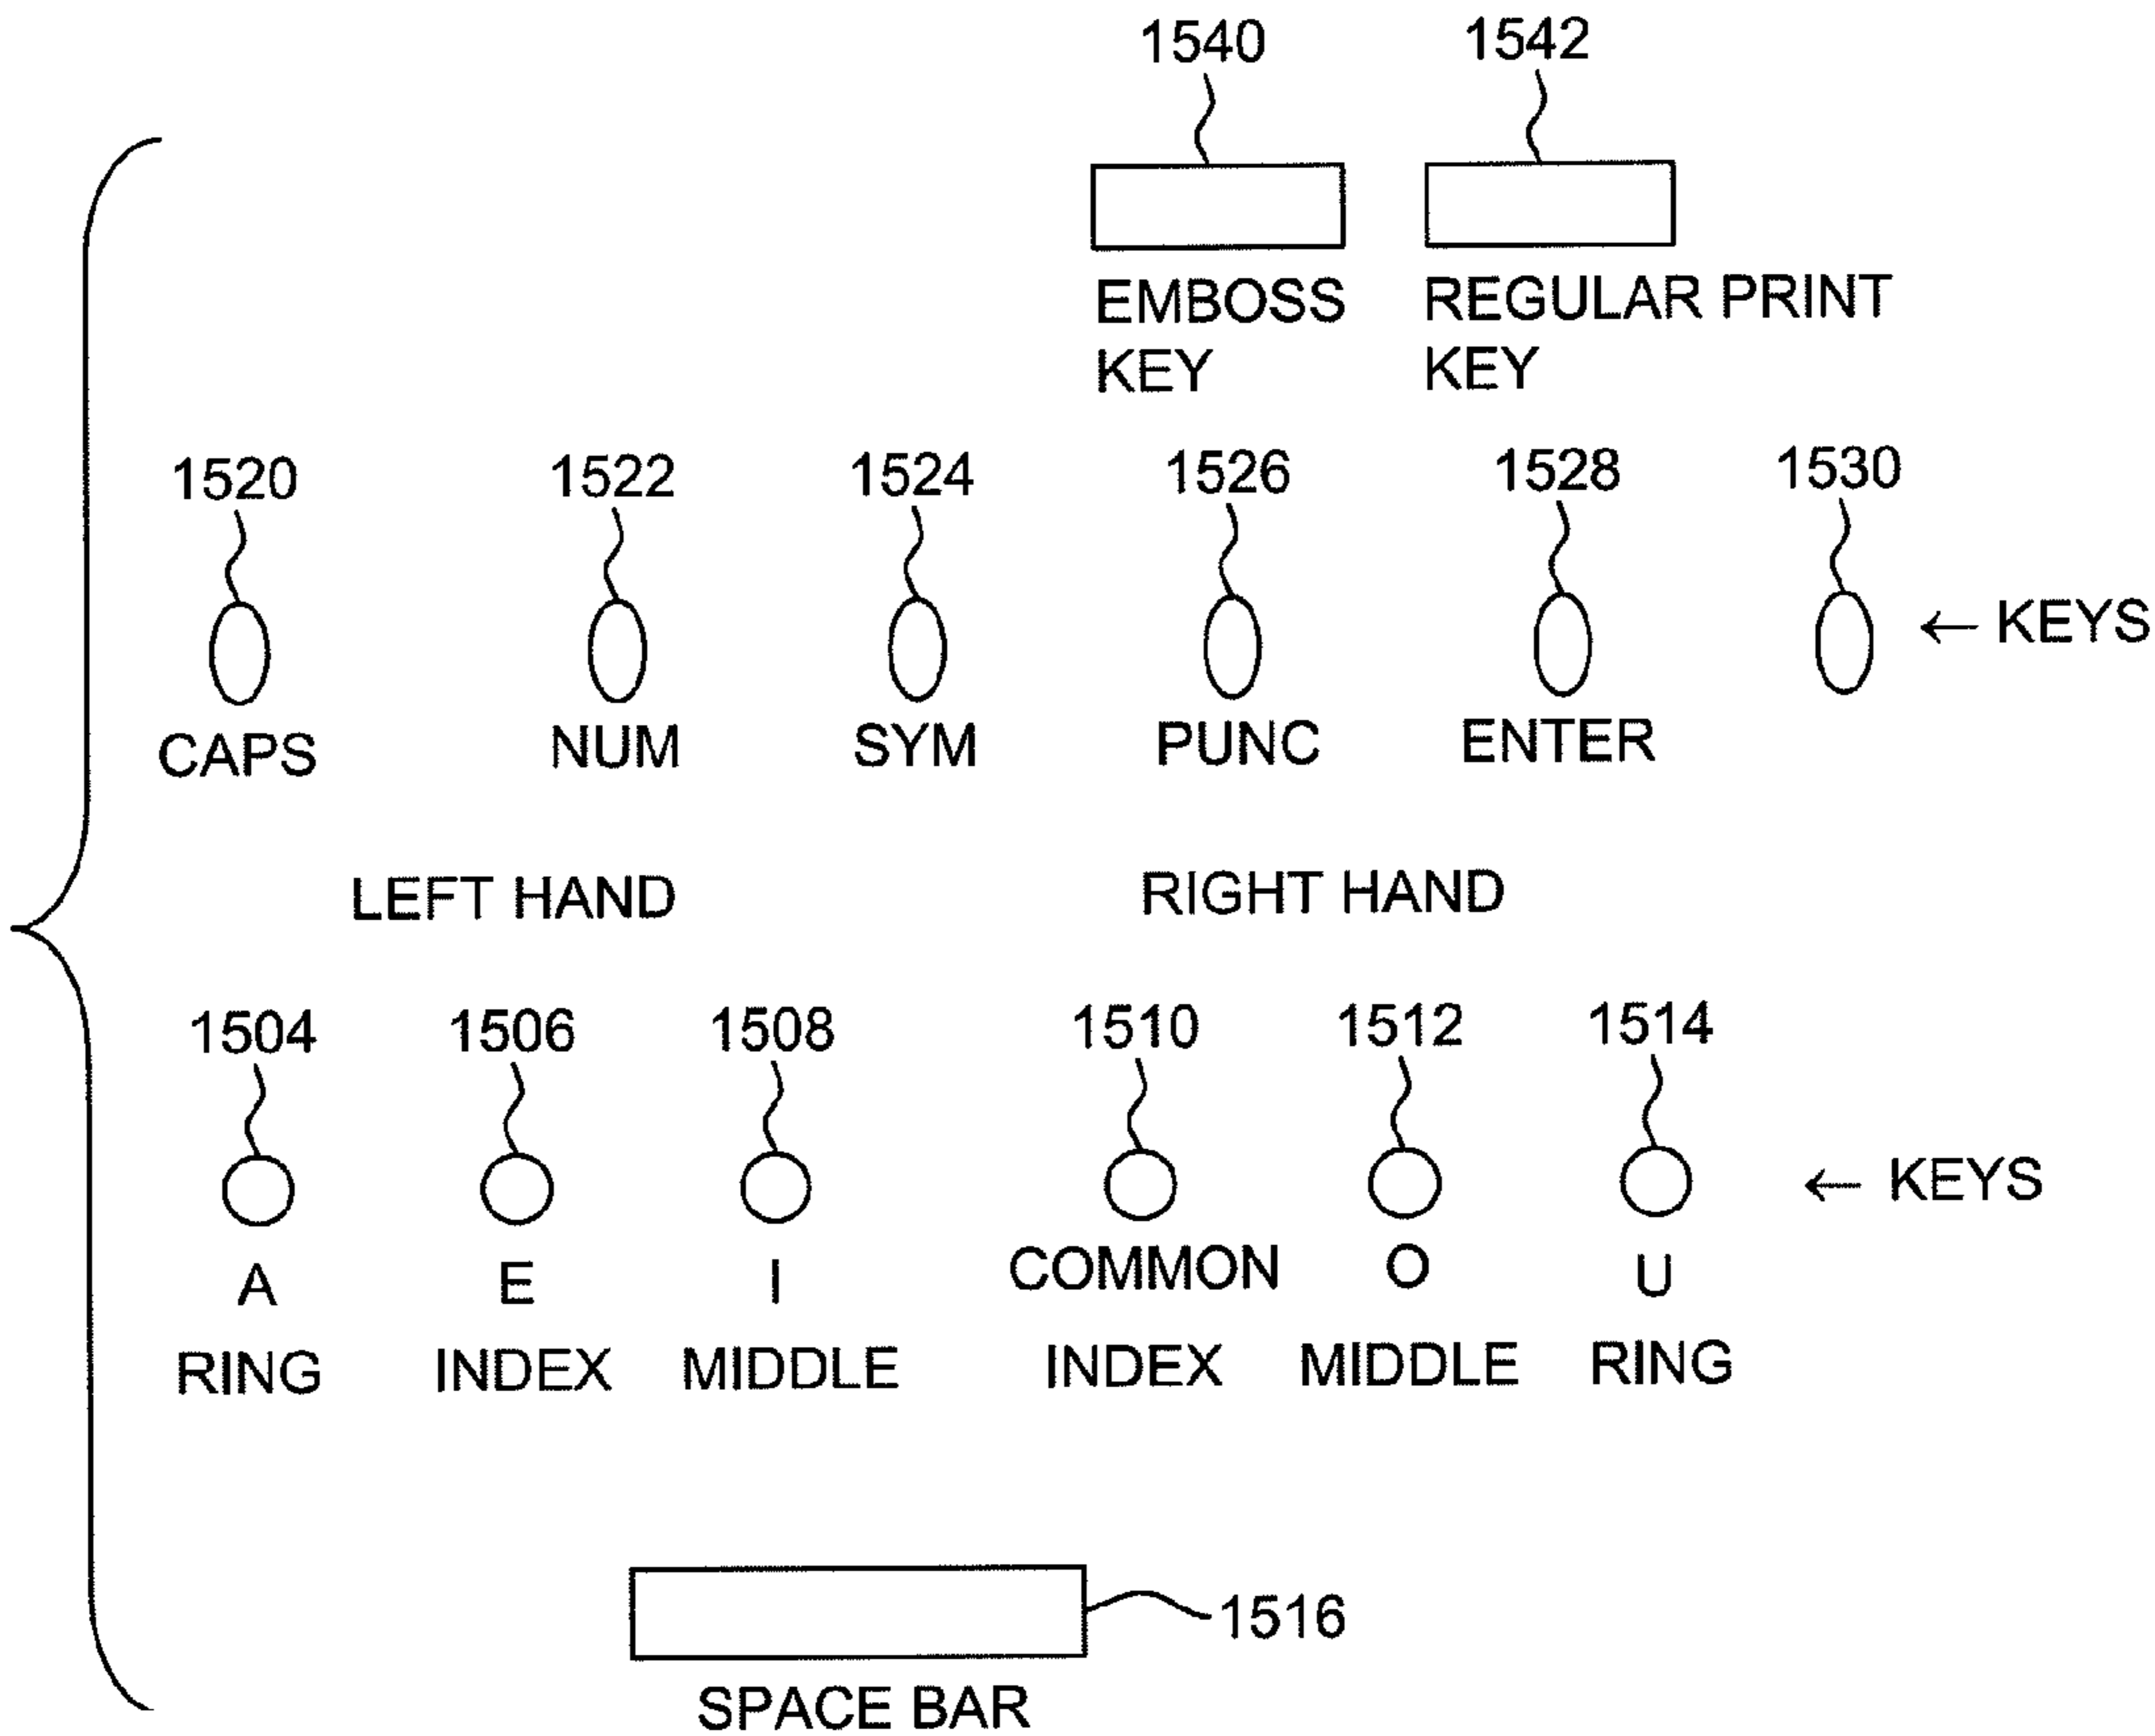 1540 1542
EMBOSS REGULAR PRINT
KEY KEY
1520 1522 1524 1526 1528 1530
← KEYS
CAPS NUM SYM PUNC ENTER
LEFT HAND RIGHT HAND
1504 1506 1508 1510 1512 1514
← KEYS
A E I COMMON O U
RING INDEX MIDDLE INDEX MIDDLE RING
1516
SPACE BAR